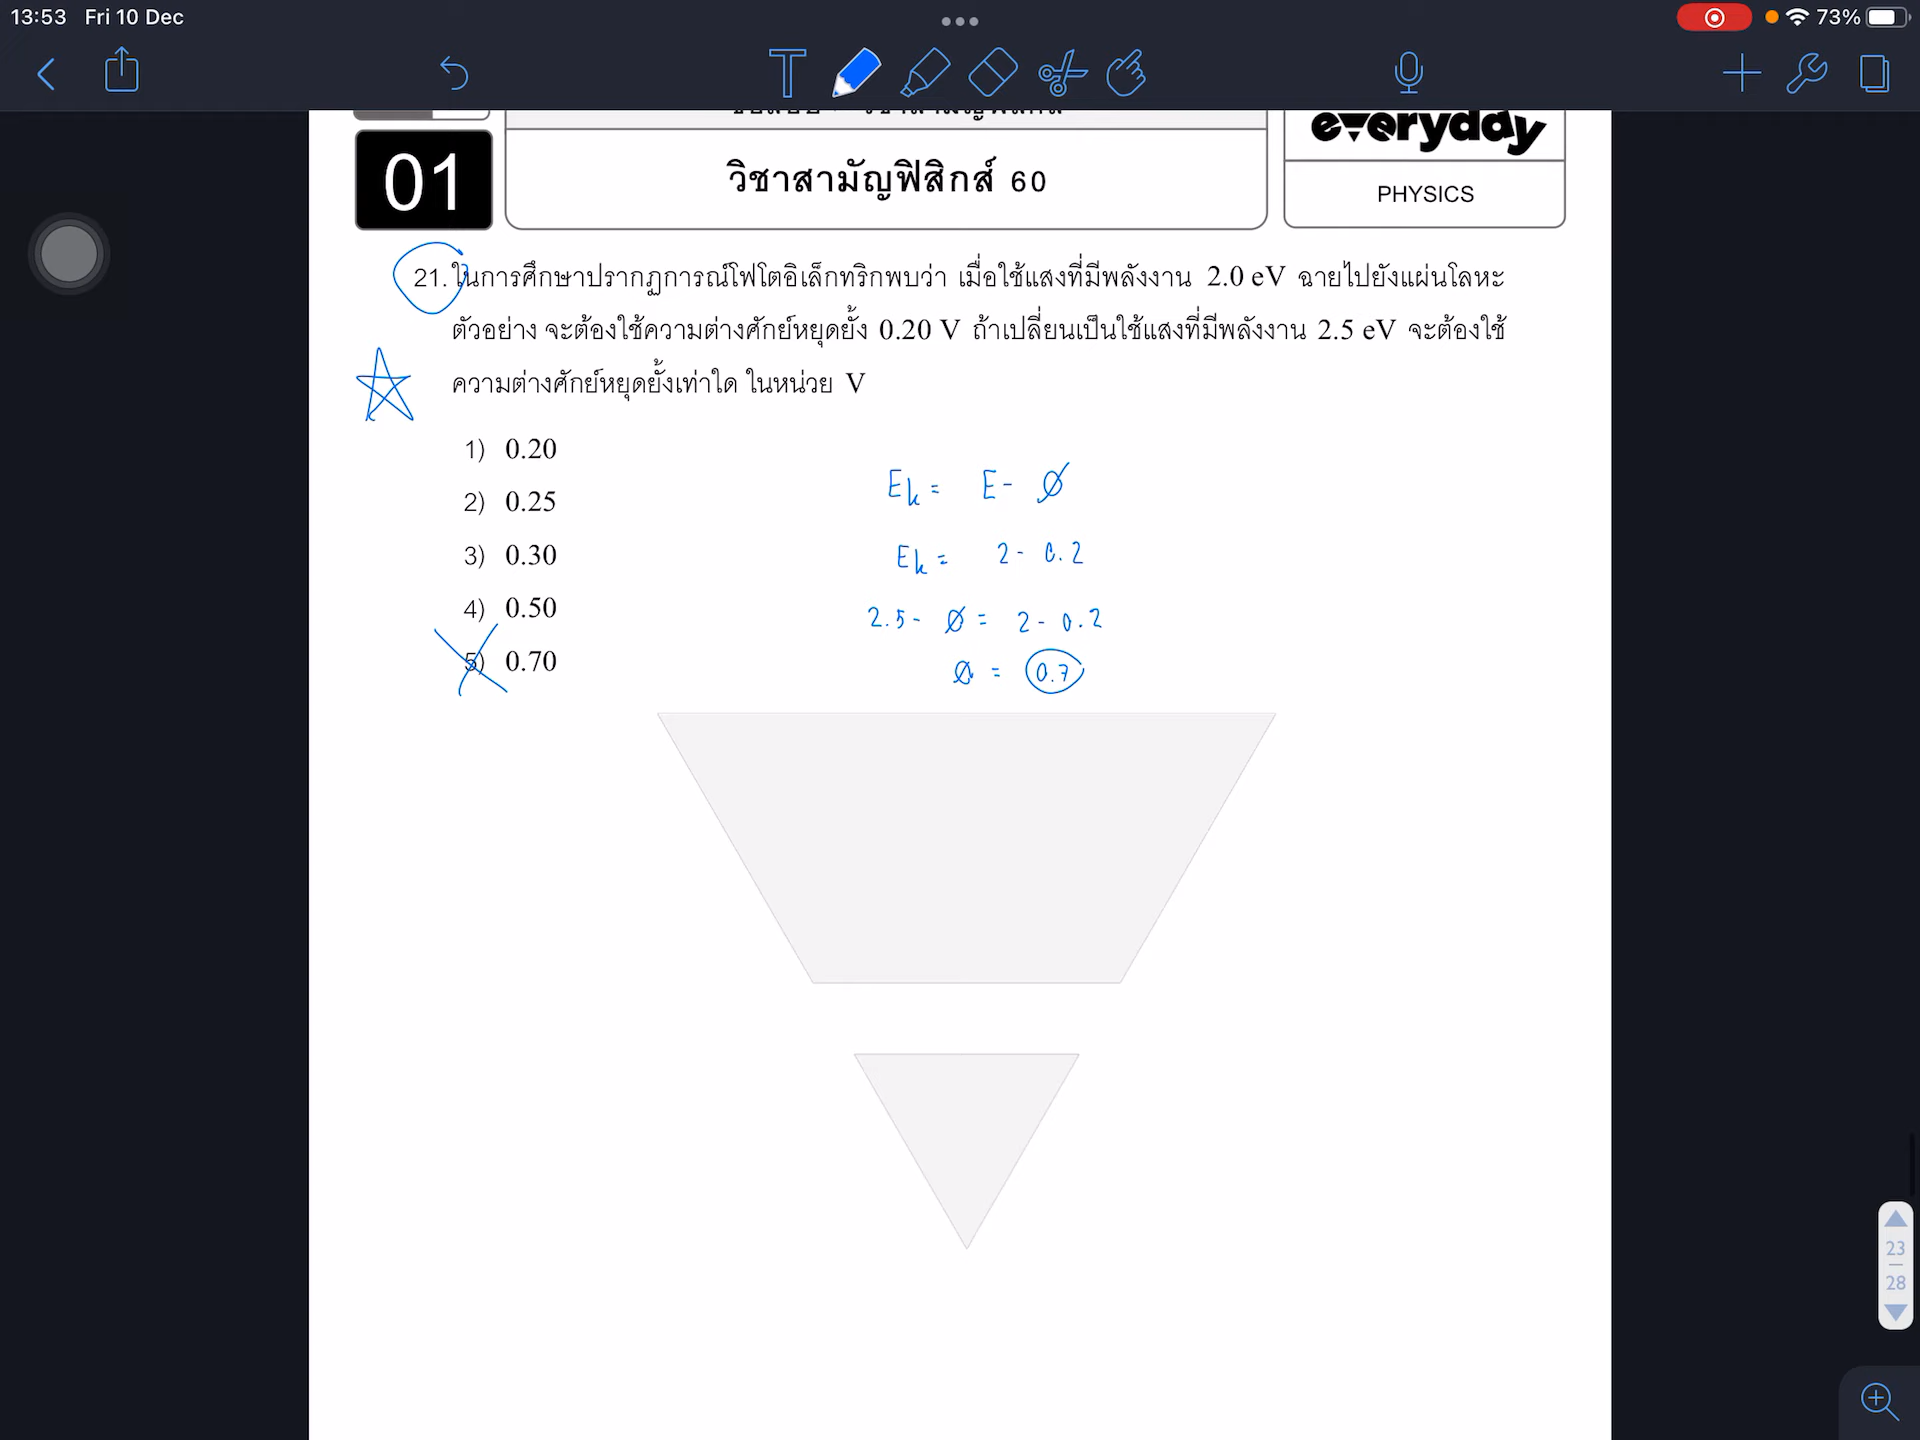 13:53 Fri 10 Dec
73%
everyday
01
วิชาสามัญฟิสิกส์ 60
PHYSICS
21. ในการศึกษาปรากฏการณ์โฟโตอิเล็กทริกพบว่า เมื่อใช้แสงที่มีพลังงาน 2.0 eV ฉายไปยังแผ่นโลหะ
ตัวอย่าง จะต้องใช้ความต่างศักย์หยุดยั้ง 0.20 V ถ้าเปลี่ยนเป็นใช้แสงที่มีพลังงาน 2.5 eV จะต้องใช้
ความต่างศักย์หยุดยั้งเท่าใด ในหน่วย V
1) 0.20
2) 0.25
3) 0.30
4) 0.50
5) 0.70
Ek = E - Ø
Ek = 2 - 0.2
2.5 - Ø = 2 - 0.2
Ø = 0.7
23
28